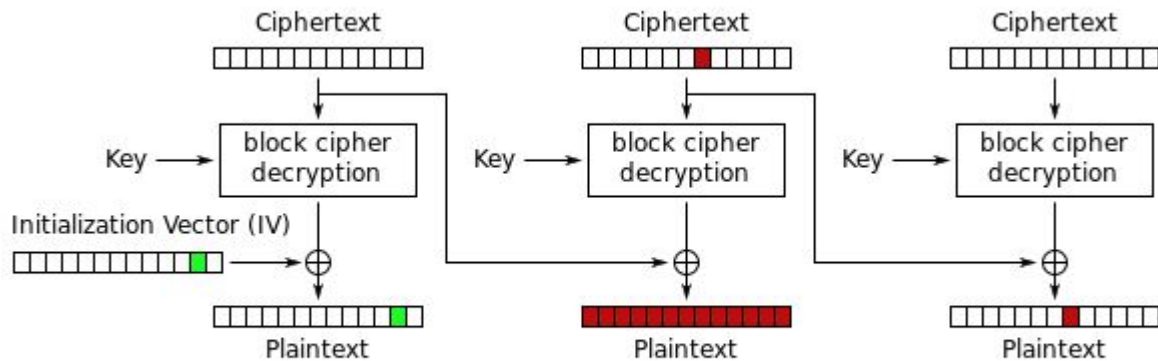 Ciphertext
Ciphertext
Ciphertext
Key
block cipher
decryption
Key
block cipher
decryption
Key
block cipher
decryption
Initialization Vector (IV)
Plaintext
Plaintext
Plaintext